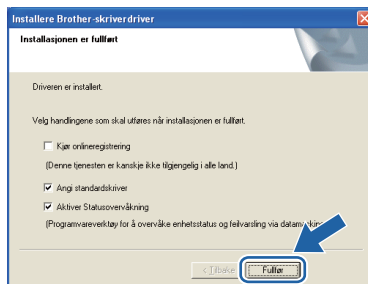 Installere Brother-skriverdriver
Installasjonen er fullført
Driveren er installert.
Velg handlingene som skal utføres når installasjonen er fullført.
Kjør onlineregistrering
(Denne tjenesten er kanskje ikke tilgjengelig i alle land.)
Angi standardskriver
Aktiver Statusovervåkning
(Programvareverktøy for å overvåke enhetsstatus og feilvarsling via
< Tilbake
Fullfør